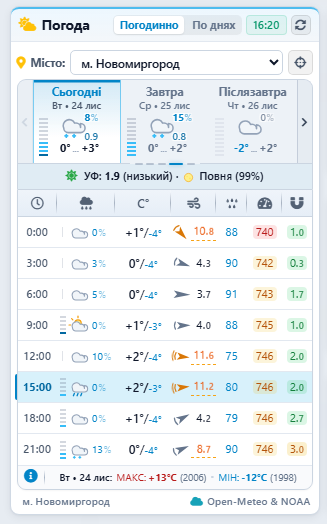 Погода Погодинно По днях 16:20
Місто: м. Новомиргород
Сьогодні Завтра Післязавтра
Вт • 24 лис Ср • 25 лис Чт • 26 лис
8% 15% 0%
0.9 0.8
0° ... +3° 0° ... +2° -2° ... +2°
УФ: 1.9 (низький) · Повня (99%)
C°
0:00 0% +1°/-4° 10.8 88 740 1.0
3:00 3% 0°/-4° 4.3 90 742 0.3
6:00 5% 0°/-4° 3.7 91 743 1.7
9:00 0% +1°/-3° 4.0 88 745 1.0
12:00 10% +2°/-4° 11.6 75 746 2.0
15:00 0% +2°/-3° 11.2 80 746 2.0
18:00 0% +1°/-4° 4.2 79 746 2.7
21:00 13% 0°/-4° 8.7 90 746 3.0
Вт • 24 лис: МАКС: +13°C (2006) · МІН: -12°C (1998)
м. Новомиргород Open-Meteo & NOAA